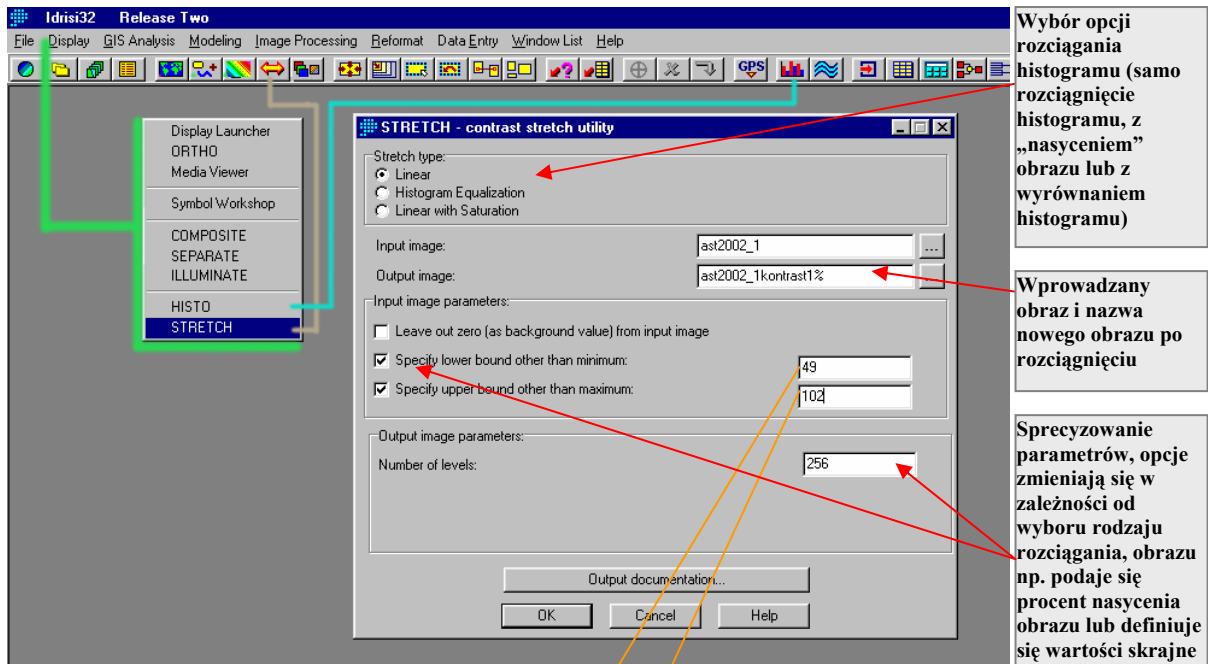 Idrisi32 Release Two
File Display GIS Analysis Modeling Image Processing Reformat Data Entry Window List Help
GPS
Display Launcher
ORTHO
Media Viewer
Symbol Workshop
COMPOSITE
SEPARATE
ILLUMINATE
HISTO
STRETCH
STRETCH - contrast stretch utility
Stretch type:
Linear
Histogram Equalization
Linear with Saturation
Input image:
ast2002_1
...
Output image:
ast2002_1kontrast1%
...
Input image parameters:
Leave out zero (as background value) from input image
Specify lower bound other than minimum:
49
Specify upper bound other than maximum:
102
Output image parameters:
Number of levels:
256
Output documentation...
OK Cancel Help
Wybór opcji
rozciągania
histogramu (samo
rozciągnięcie
histogramu, z
„nasyceniem”
obrazu lub z
wyrównaniem
histogramu)
Wprowadzany
obraz i nazwa
nowego obrazu po
rozciągnięciu
Sprecyzowanie
parametrów, opcje
zmieniają się w
zależności od
wyboru rodzaju
rozciągania, obrazu
np. podaje się
procent nasycenia
obrazu lub definiuje
się wartości skrajne